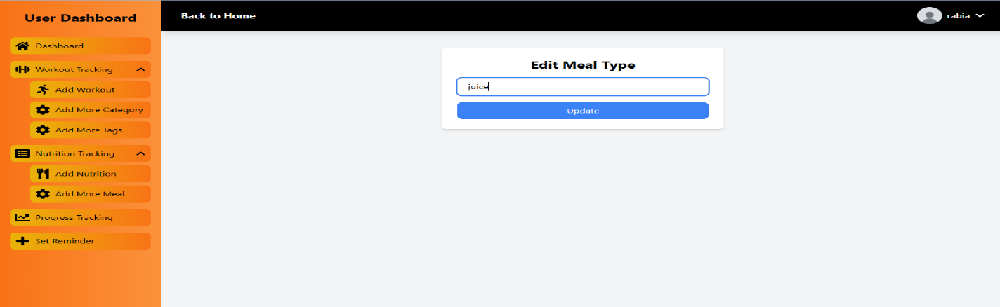 User Dashboard
Dashboard
Workout Tracking
Add Workout
Add More Category
Add More Tags
Nutrition Tracking
Add Nutrition
Add More Meal
Progress Tracking
Set Reminder
Back to Home
rabia
Edit Meal Type
juice
Update